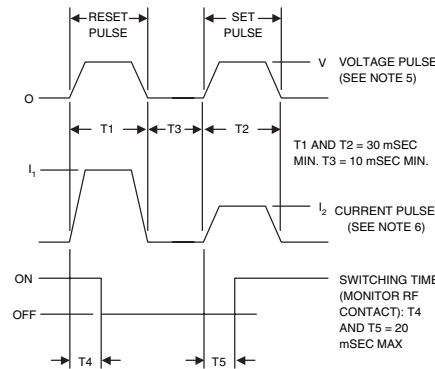 RESET
PULSE
SET
PULSE
V
VOLTAGE PULSE
(SEE NOTE 5)
O
T1
T3
T2
T1 AND T2 = 30 mSEC
MIN. T3 = 10 mSEC MIN.
I₁
I₂
CURRENT PULSE
(SEE NOTE 6)
ON
OFF
SWITCHING TIME
(MONITOR RF
CONTACT): T4
AND T5 = 20
mSEC MAX
T4
T5